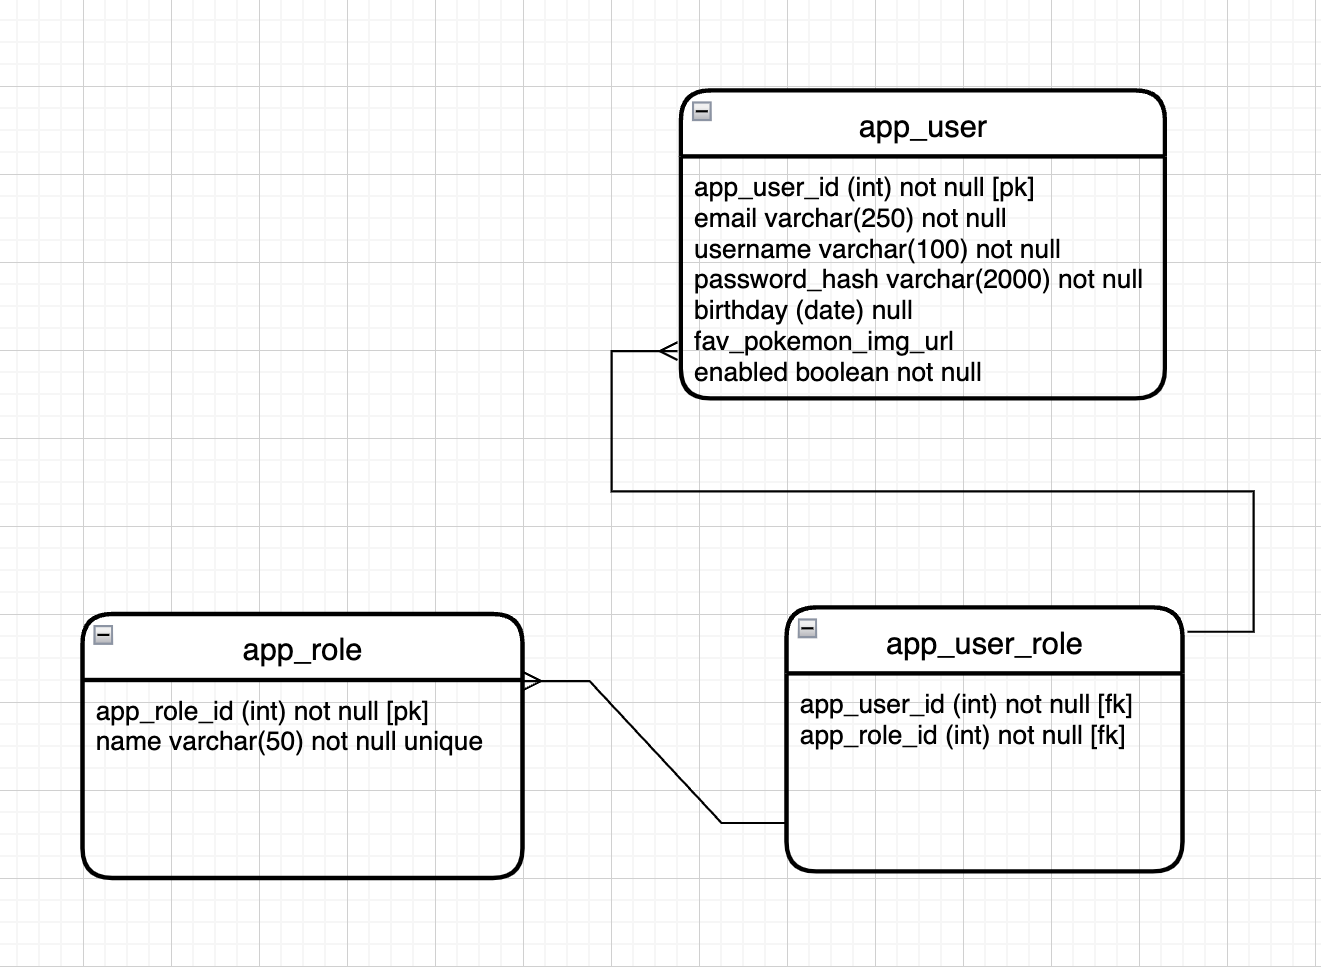 app_user
app_user_id (int) not null [pk]
email varchar(250) not null
username varchar(100) not null
password_hash varchar(2000) not null
birthday (date) null
fav_pokemon_img_url
enabled boolean not null
app_role
app_role_id (int) not null [pk]
name varchar(50) not null unique
app_user_role
app_user_id (int) not null [fk]
app_role_id (int) not null [fk]